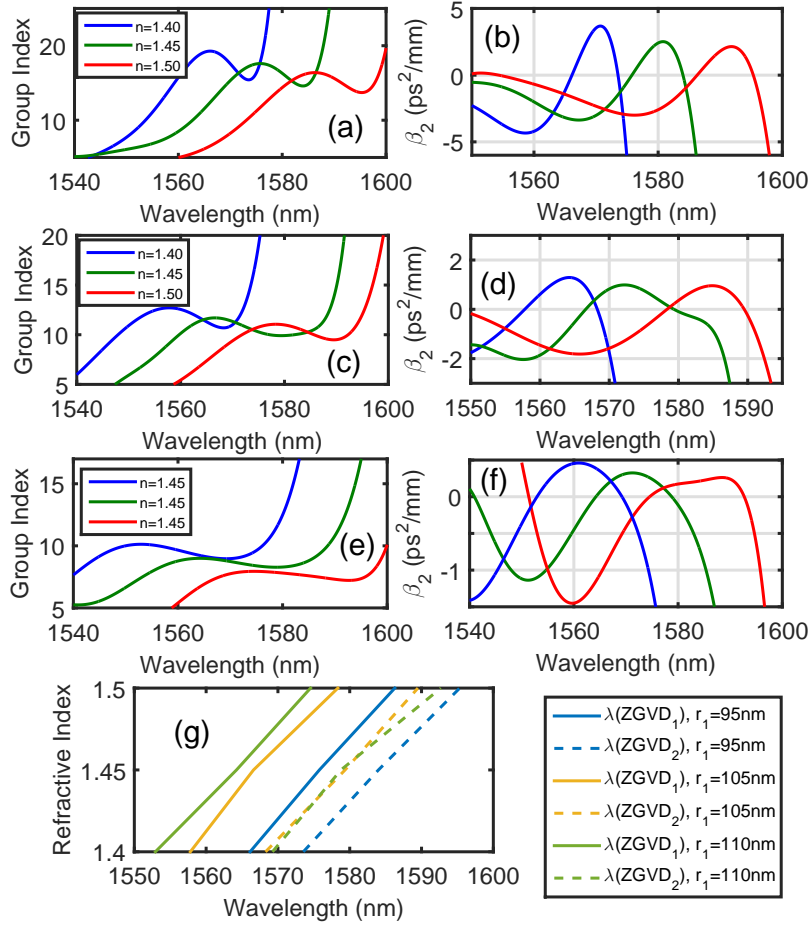 n=1.40
n=1.45
n=1.50
20
10
Group Index
(a)
1540 1560 1580 1600
Wavelength (nm)
5
0
-5
β2 (ps²/mm)
(b)
1560 1580 1600
Wavelength (nm)
n=1.40
n=1.45
n=1.50
20
15
10
5
Group Index
(c)
1540 1560 1580 1600
Wavelength (nm)
2
0
-2
β2 (ps²/mm)
(d)
1550 1560 1570 1580 1590
Wavelength (nm)
n=1.45
n=1.45
n=1.45
15
10
5
Group Index
(e)
1540 1560 1580 1600
Wavelength (nm)
0
-1
β2 (ps²/mm)
(f)
1540 1560 1580 1600
Wavelength (nm)
1.5
1.45
1.4
Refractive Index
(g)
1550 1560 1570 1580 1590 1600
Wavelength (nm)
λ(ZGVD1), r1=95nm
λ(ZGVD2), r1=95nm
λ(ZGVD1), r1=105nm
λ(ZGVD2), r1=105nm
λ(ZGVD1), r1=110nm
λ(ZGVD2), r1=110nm